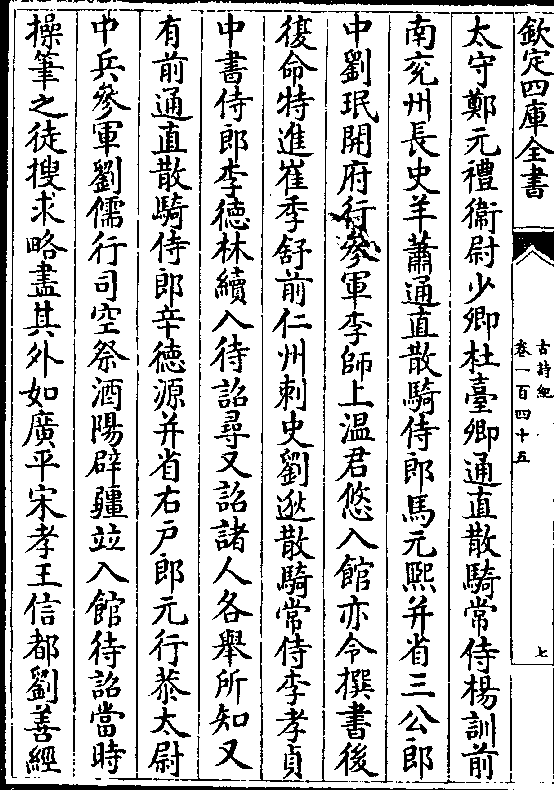 欽定四庫全書
古詩紀
卷一百四十五
七
太守鄭元禮衞尉少卿杜臺卿通直散騎常侍楊訓前
南兖州長史羊蕭通直散騎侍郎馬元熙并省三公郎
中劉珉開府行參軍李師上温君悠入館亦令撰書後
復命特進崔季舒前仁州刺史劉逖散騎常侍李孝貞
中書侍郎李徳林續入待詔尋又詔諸人各舉所知又
有前通直散騎侍郎辛徳源并省右戸郎元行恭太尉
中兵參軍劉儒行司空祭酒陽辟疆竝入館待詔當時
操筆之徒搜求略盡其外如廣平宋孝王信都劉善經